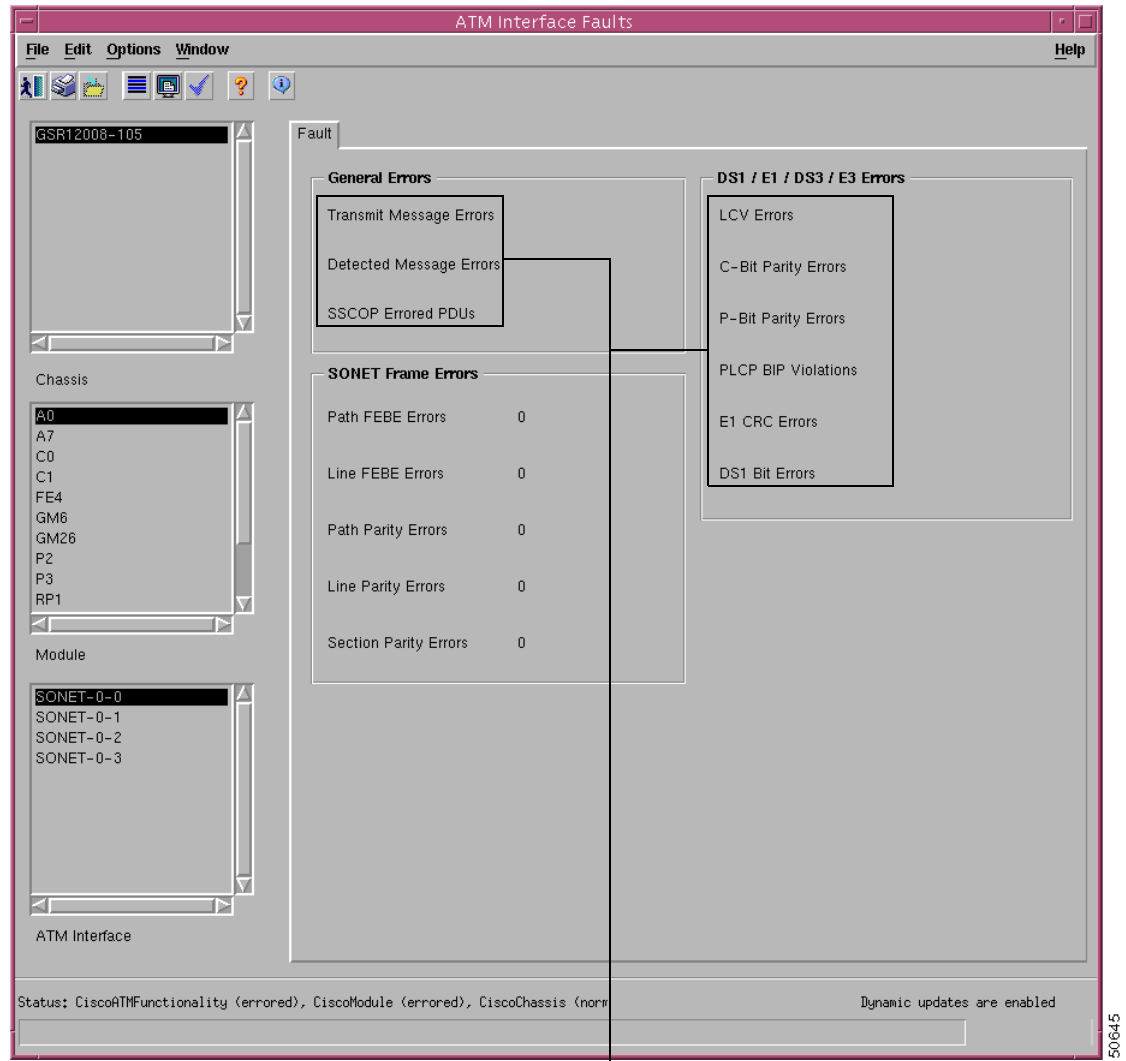 ATM Interface Faults
File Edit Options Window Help
GSR12008-105
Chassis
A0
A7
C0
C1
FE4
GM6
GM26
P2
P3
RP1
Module
SONET-0-0
SONET-0-1
SONET-0-2
SONET-0-3
ATM Interface
Fault
General Errors
Transmit Message Errors
Detected Message Errors
SSCOP Errored PDUs
SONET Frame Errors
Path FEBE Errors 0
Line FEBE Errors 0
Path Parity Errors 0
Line Parity Errors 0
Section Parity Errors 0
DS1 / E1 / DS3 / E3 Errors
LCV Errors
C-Bit Parity Errors
P-Bit Parity Errors
PLCP BIP Violations
E1 CRC Errors
DS1 Bit Errors
Status: CiscoATMFunctionality (errored), CiscoModule (errored), CiscoChassis (norm
Dynamic updates are enabled
50645